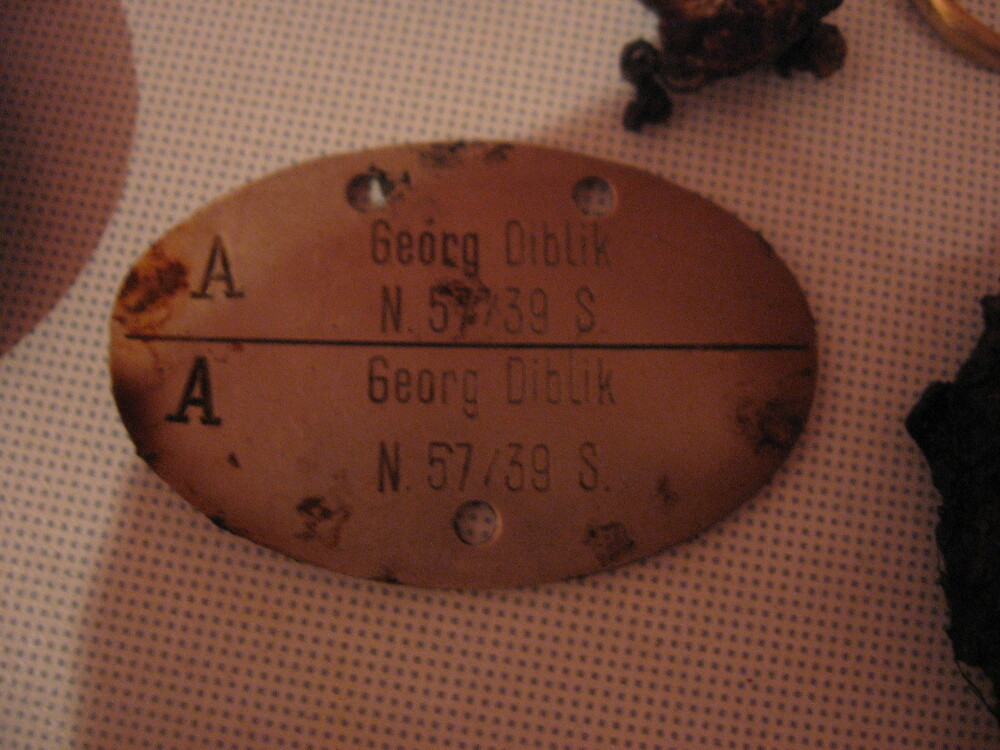 A Georg Diblik
N. 57/39 S.
A Georg Diblik
N. 57/39 S.